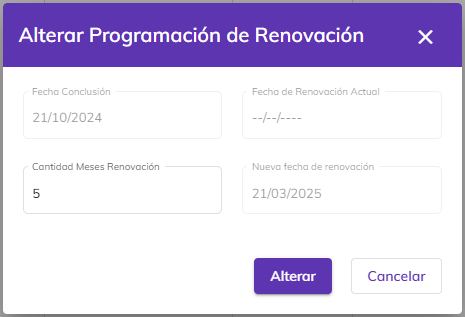 Alterar Programación de Renovación
Fecha Conclusión
21/10/2024
Fecha de Renovación Actual
--/--/----
Cantidad Meses Renovación
5
Nueva fecha de renovación
21/03/2025
Alterar
Cancelar